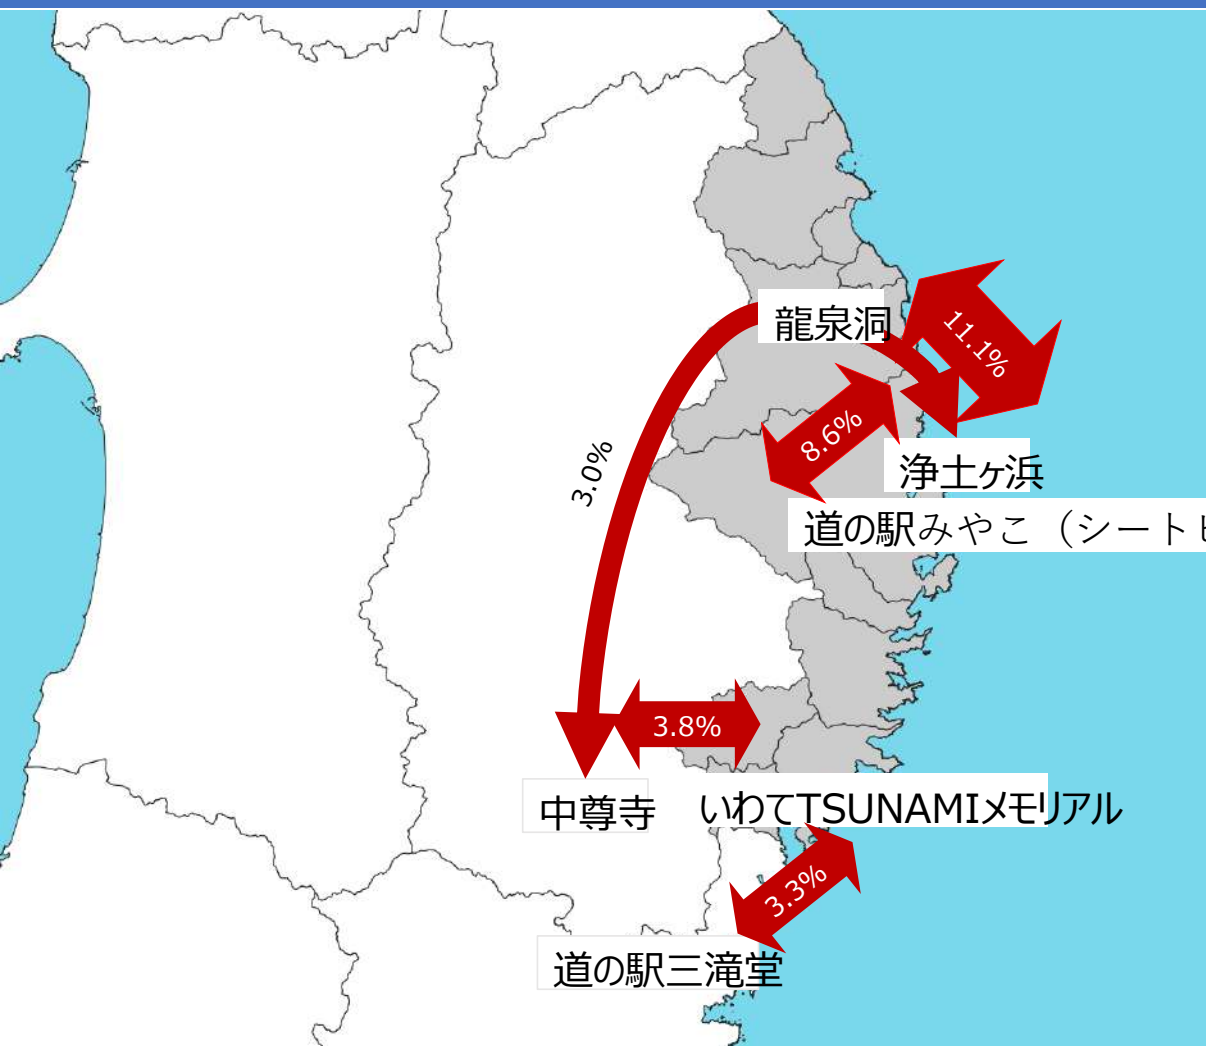 龍泉洞
11.1%
8.6%
3.0%
浄土ヶ浜
道の駅みやこ（シート
3.8%
中尊寺
いわてTSUNAMIメモリアル
3.3%
道の駅三滝堂